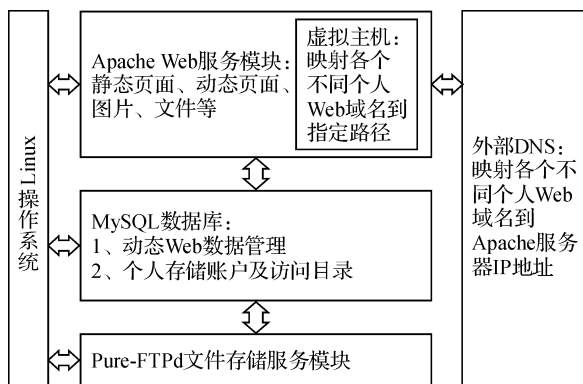 Linux操作系统
Apache Web服务模块：
静态页面、动态页面、
图片、文件等
虚拟主机：
映射各个
不同个人
Web域名到
指定路径
MySQL数据库：
1、动态Web数据管理
2、个人存储账户及访问目录
Pure-FTPd文件存储服务模块
外部DNS：
映射各个不
同个人Web
域名到
Apache服务
器IP地址